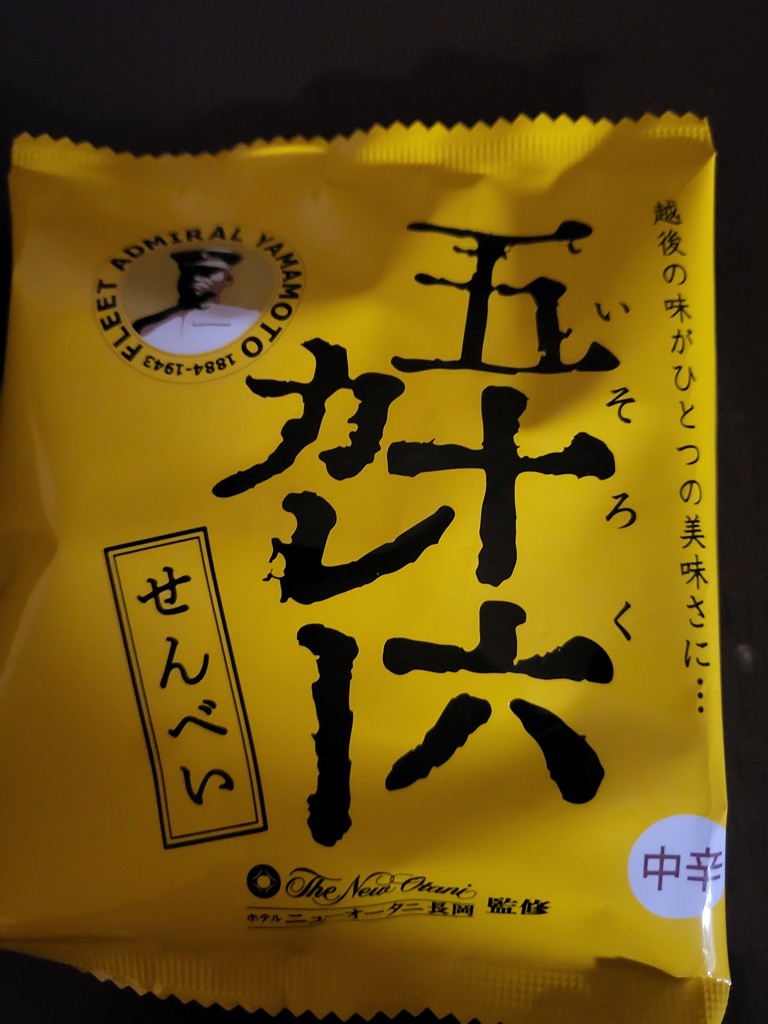 越後の味がひとつの美味さに…
五十六
いそろく
カレー
せんべい
FLEET ADMIRAL YAMAMOTO 1884-1943
中辛
The New Otani
ホテル ニューオータニ長岡 監修